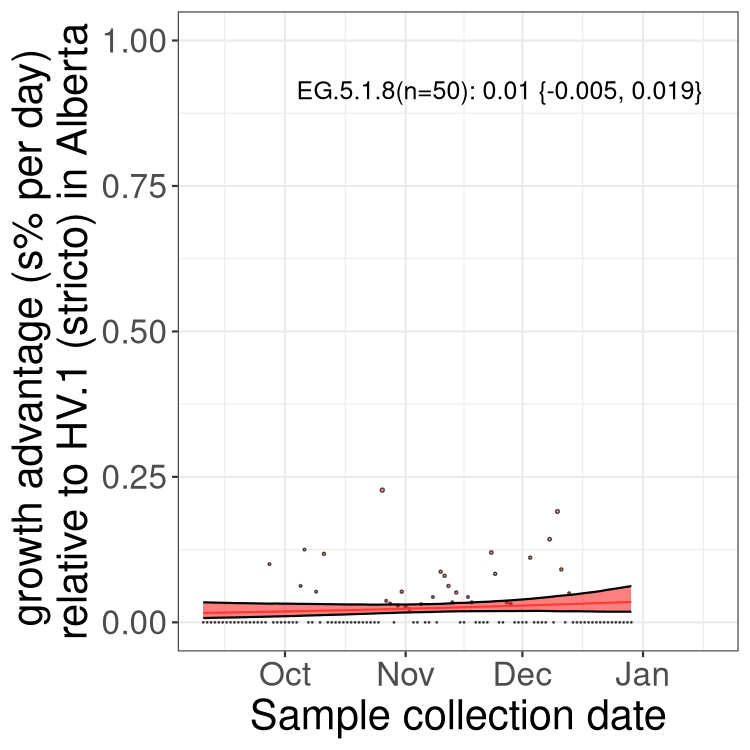 growth advantage (s% per day)
relative to HV.1 (stricto) in Alberta
1.00
0.75
0.50
0.25
0.00
EG.5.1.8(n=50): 0.01 {-0.005, 0.019}
Oct Nov Dec Jan
Sample collection date